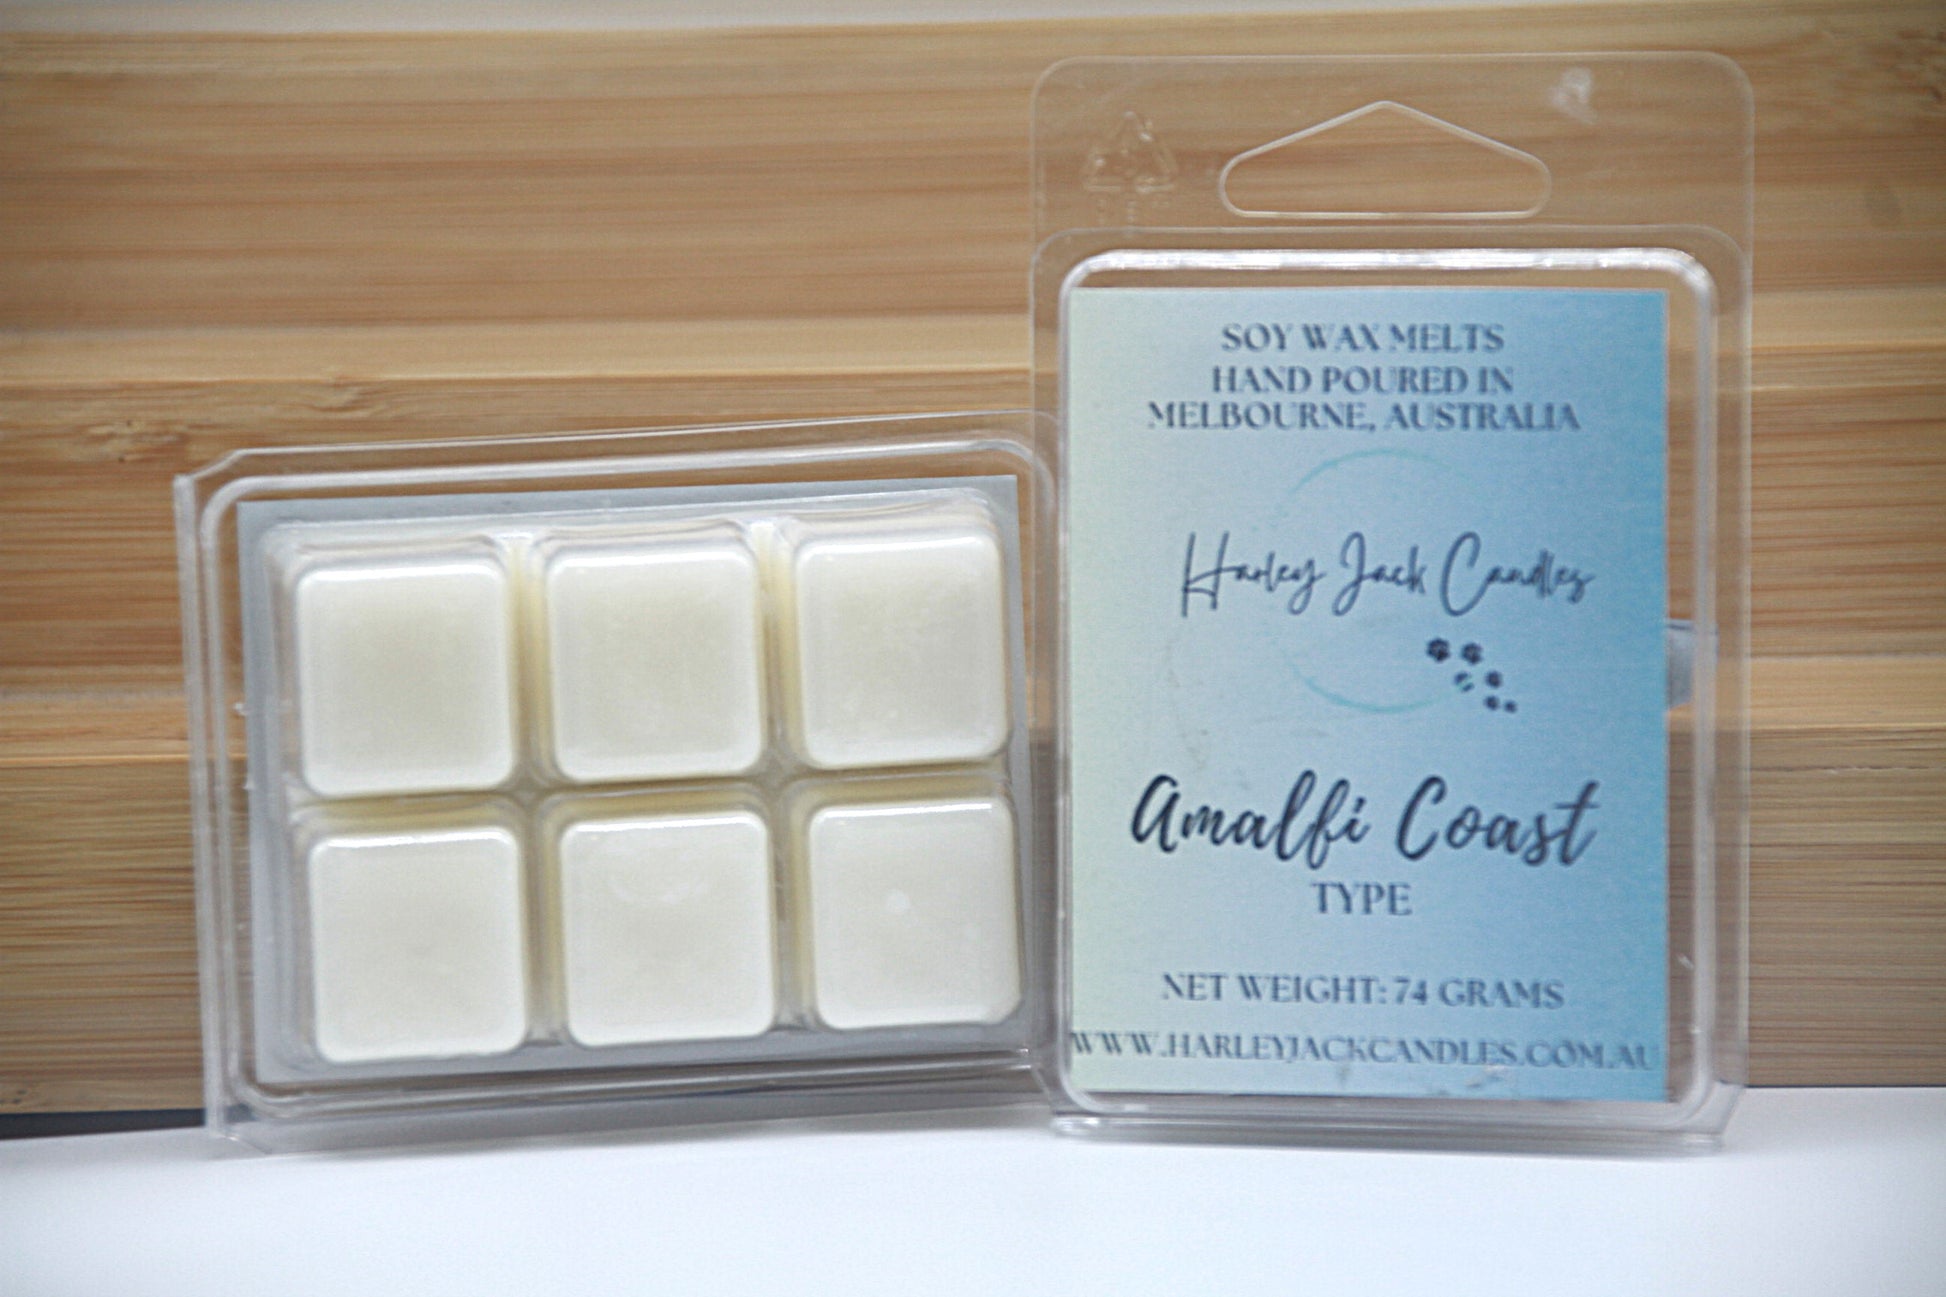 SOY WAX MELTS
HAND POURED IN
MELBOURNE, AUSTRALIA
Harley Jack Candles
Amalfi Coast
TYPE
NET WEIGHT: 74 GRAMS
WWW.HARLEYJACKCANDLES.COM.AU